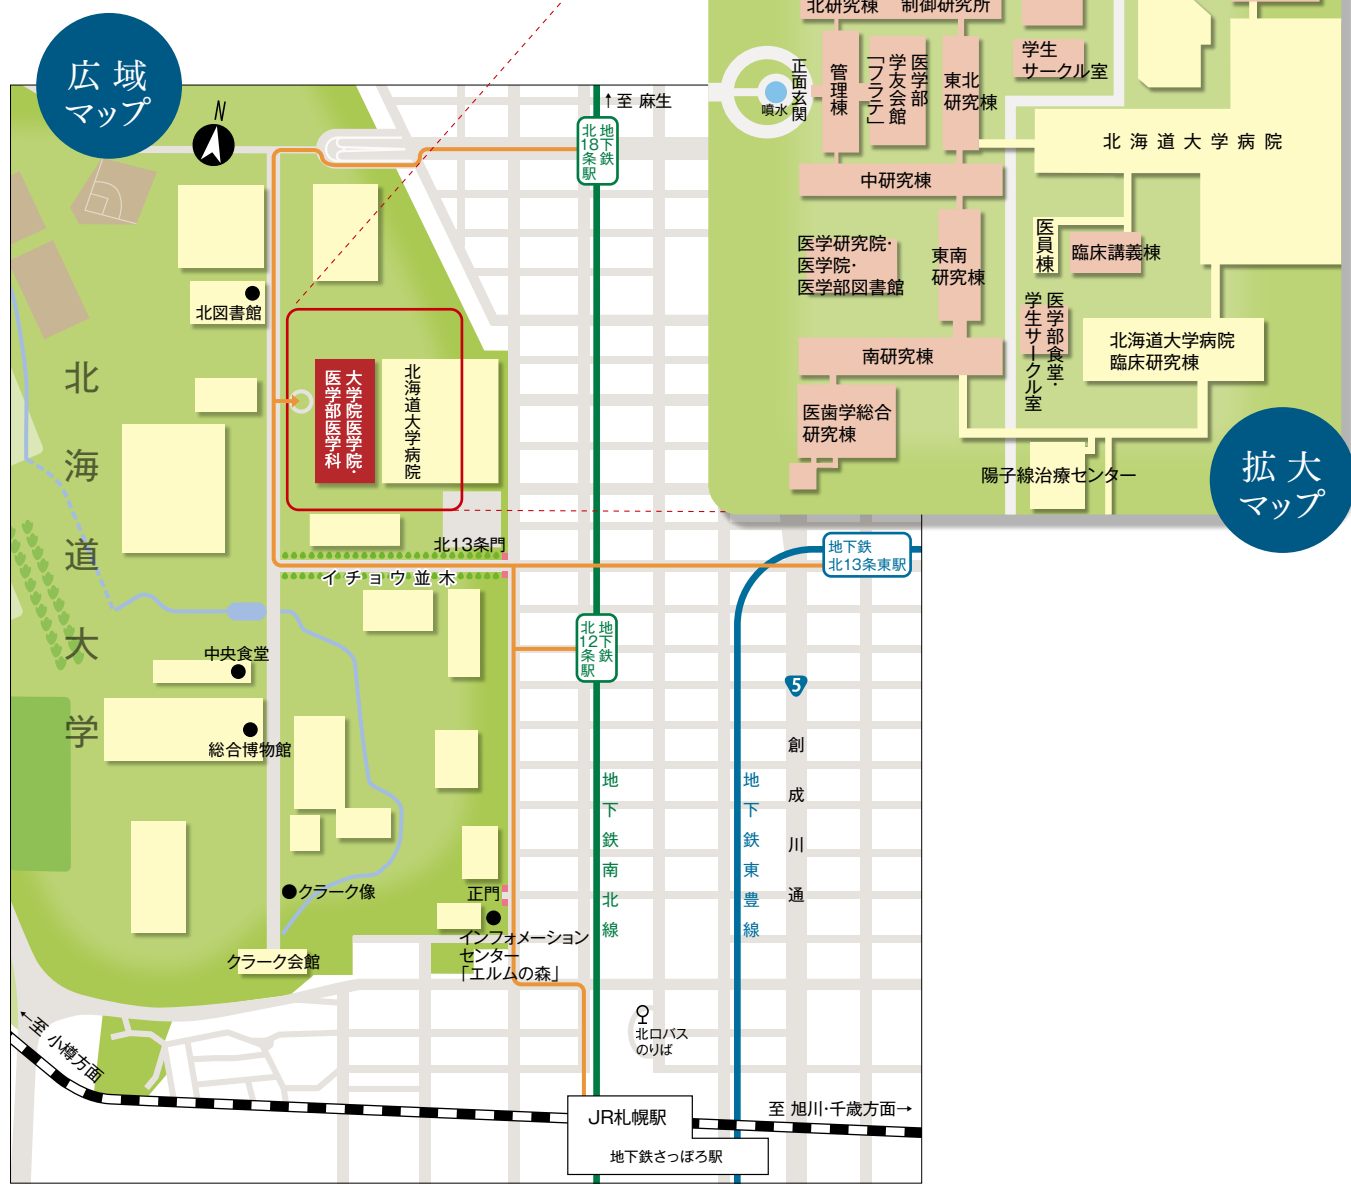 広域
マップ
N
↑至 麻生
地下鉄
北18条駅
北図書館
大学院医学院・
医学部医学科
北海道大学病院
北海道大学
北13条門
イチョウ並木
地下鉄
北13条東駅
地下鉄
北12条駅
中央食堂
総合博物館
5
創成川通
地下鉄南北線
地下鉄東豊線
クラーク像
正門
インフォメーション
センター
「エルムの森」
クラーク会館
←至 小樽方面
北口バス
のりば
JR札幌駅
地下鉄さっぽろ駅
至 旭川・千歳方面→
北研究棟
制御研究所
学生
サークル室
正面玄関
噴水
管理棟
医学部
学友会館
「フラテ」
東北
研究棟
北海道大学病院
中研究棟
医学研究院・
医学院・
医学部図書館
東南
研究棟
医員棟
臨床講義棟
医学部食堂・
学生サークル室
北海道大学病院
臨床研究棟
南研究棟
医歯学総合
研究棟
陽子線治療センター
拡大
マップ